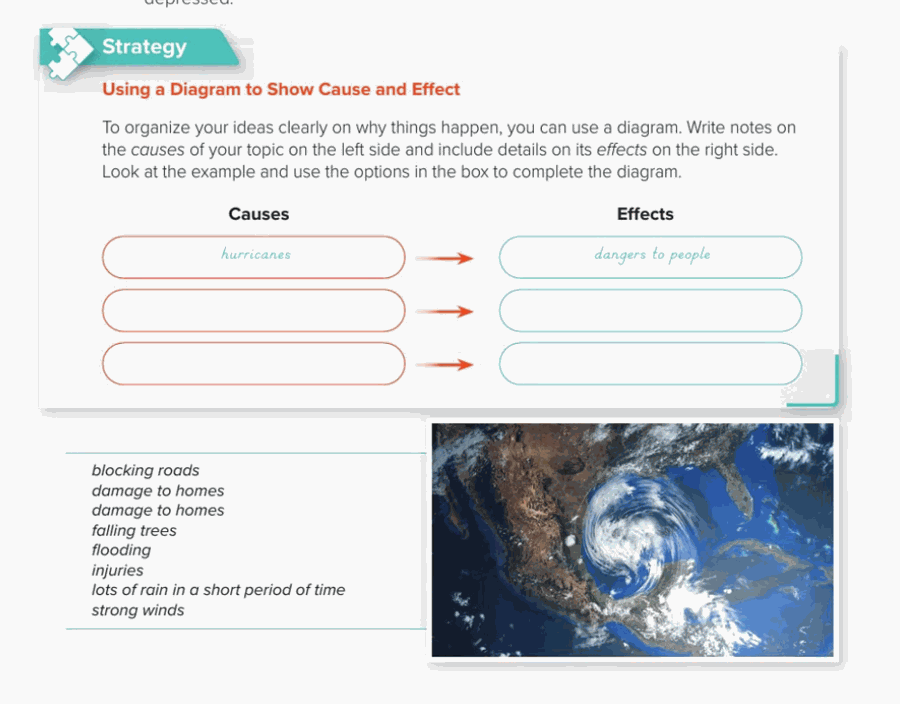 depressed.
Strategy
Using a Diagram to Show Cause and Effect
To organize your ideas clearly on why things happen, you can use a diagram. Write notes on
the causes of your topic on the left side and include details on its effects on the right side.
Look at the example and use the options in the box to complete the diagram.
Causes
Effects
hurricanes
dangers to people
blocking roads
damage to homes
damage to homes
falling trees
flooding
injuries
lots of rain in a short period of time
strong winds